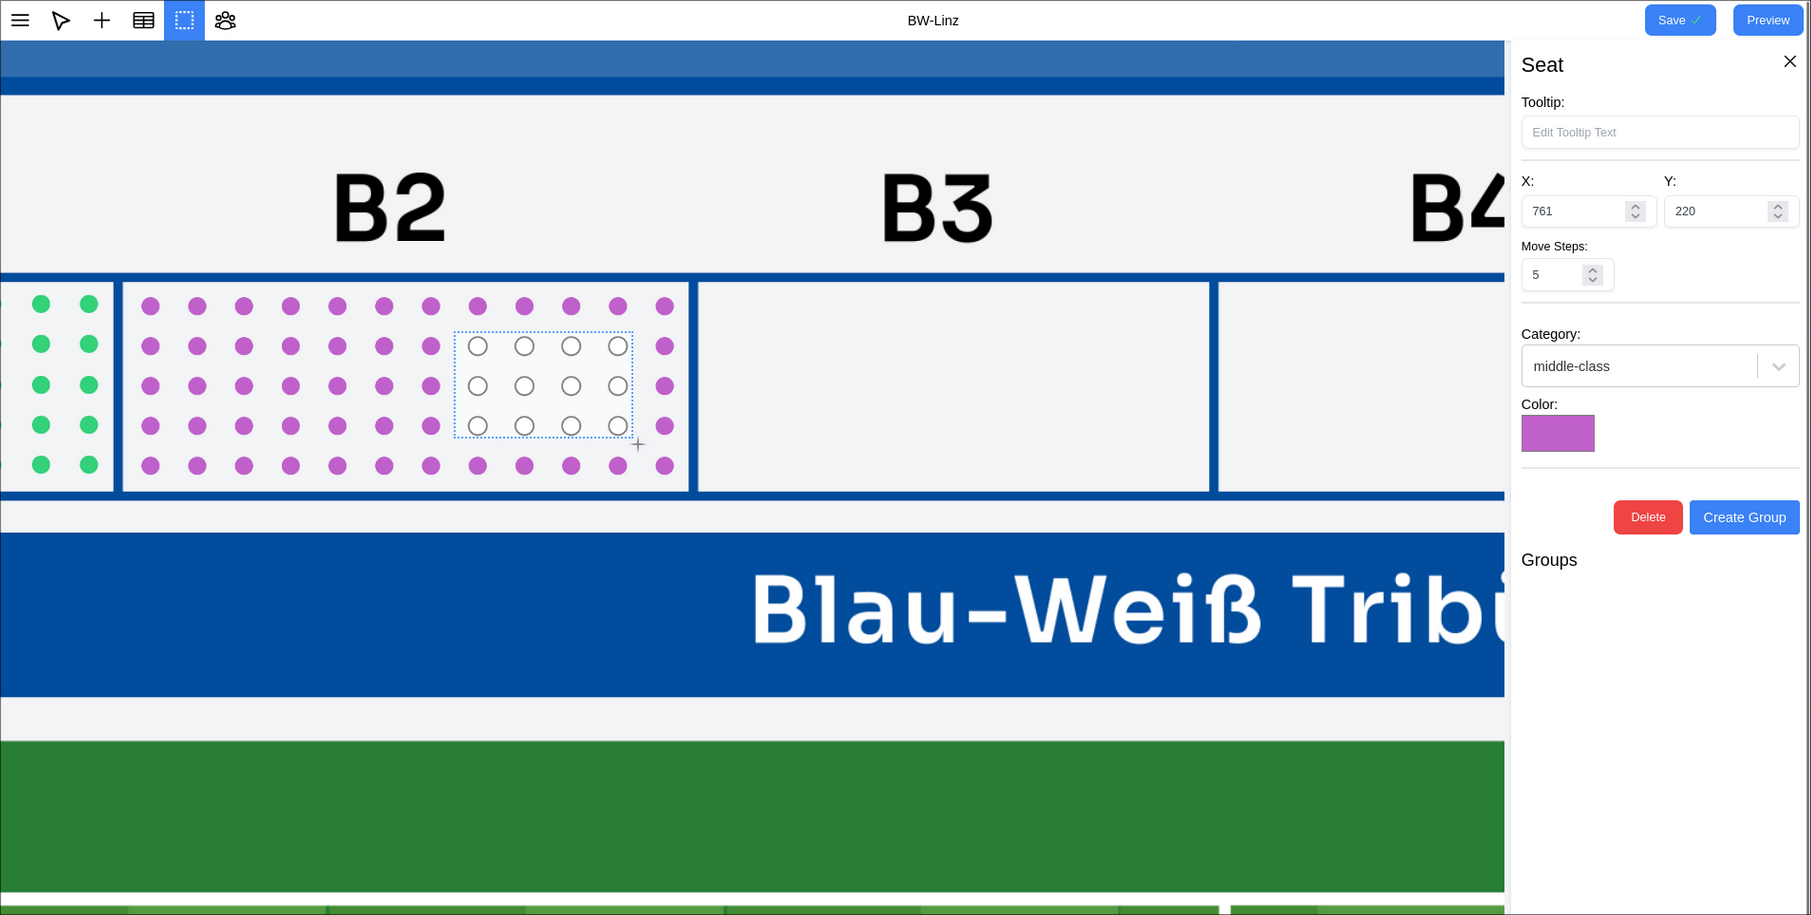 BW-Linz
Save
Preview
Seat
Tooltip:
Edit Tooltip Text
X:
Y:
761
220
Move Steps:
5
Category:
middle-class
Color:
Delete
Create Group
Groups
B2
B3
B4
Blau-Weiß Tribü